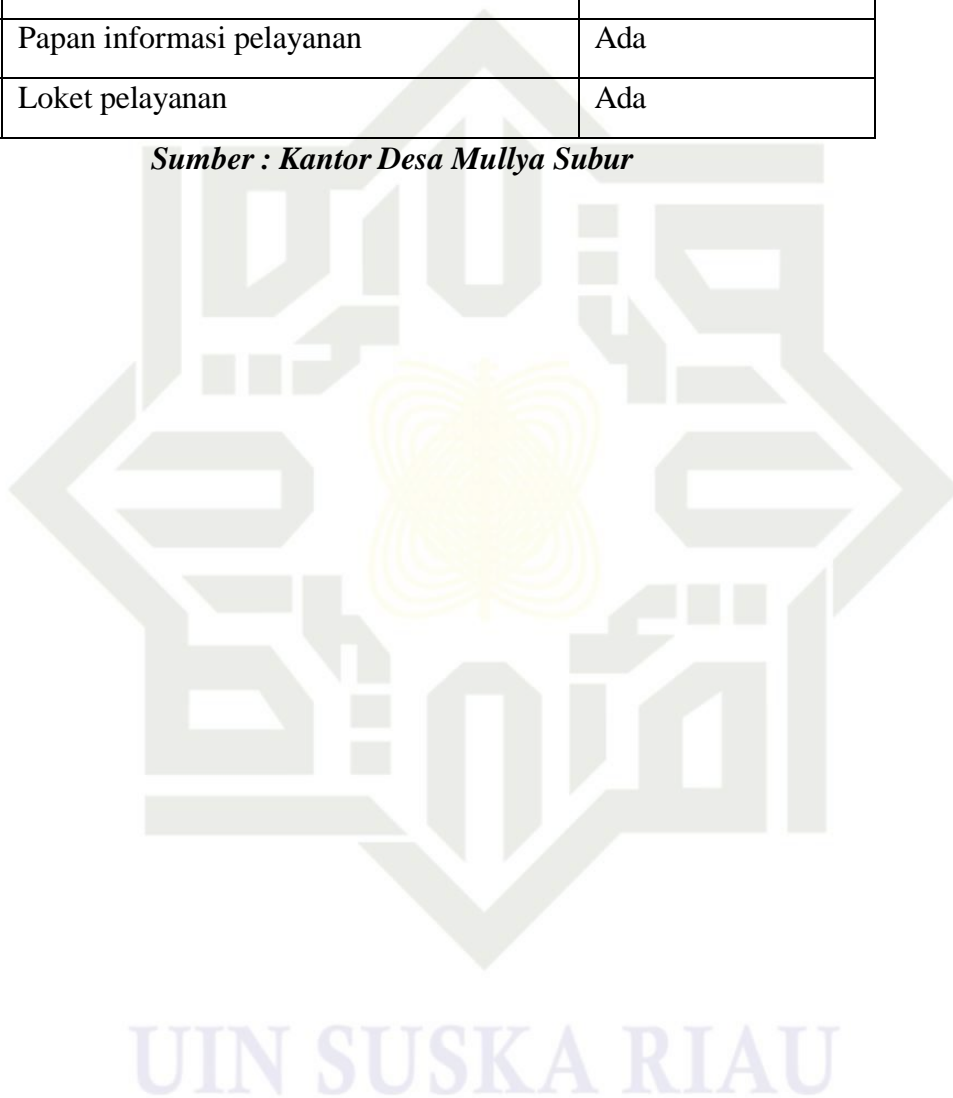 Papan informasi pelayanan Ada
Loket pelayanan Ada
Sumber : Kantor Desa Mullya Subur
UIN SUSKA RIAU